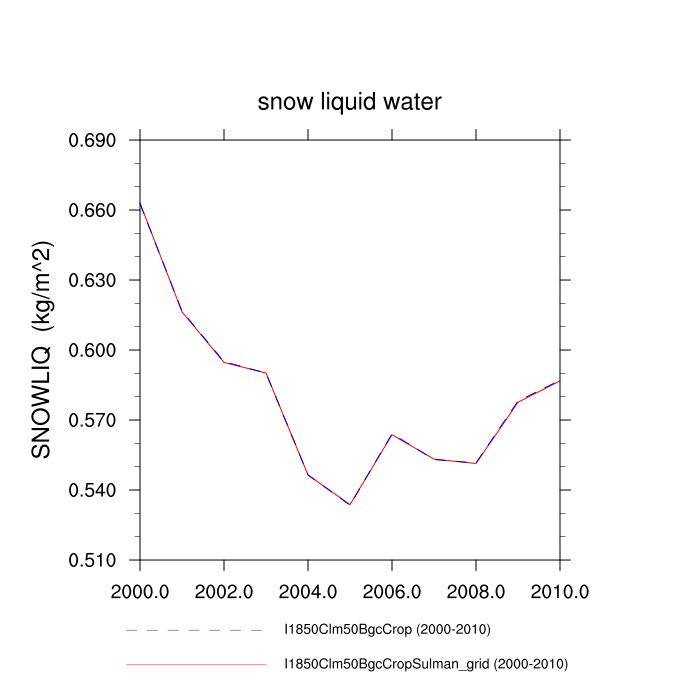 snow liquid water
0.690
0.660
0.630
0.600
0.570
0.540
0.510
SNOWLIQ (kg/m^2)
2000.0 2002.0 2004.0 2006.0 2008.0 2010.0
I1850Clm50BgcCrop (2000-2010)
I1850Clm50BgcCropSulman_grid (2000-2010)